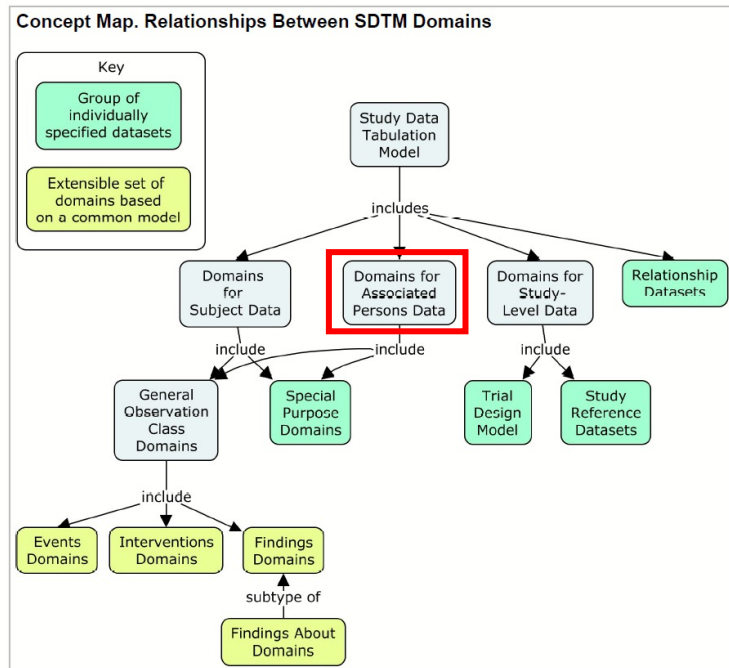 Concept Map. Relationships Between SDTM Domains
Key
Group of
individually
specified datasets
Extensible set of
domains based
on a common model
Study Data
Tabulation
Model
includes
Domains
for
Subject Data
Domains for
Associated
Persons Data
Domains for
Study-
Level Data
Relationship
Datasets
include
include
include
General
Observation
Class
Domains
Special
Purpose
Domains
Trial
Design
Model
Study
Reference
Datasets
include
Events
Domains
Interventions
Domains
Findings
Domains
subtype of
Findings About
Domains